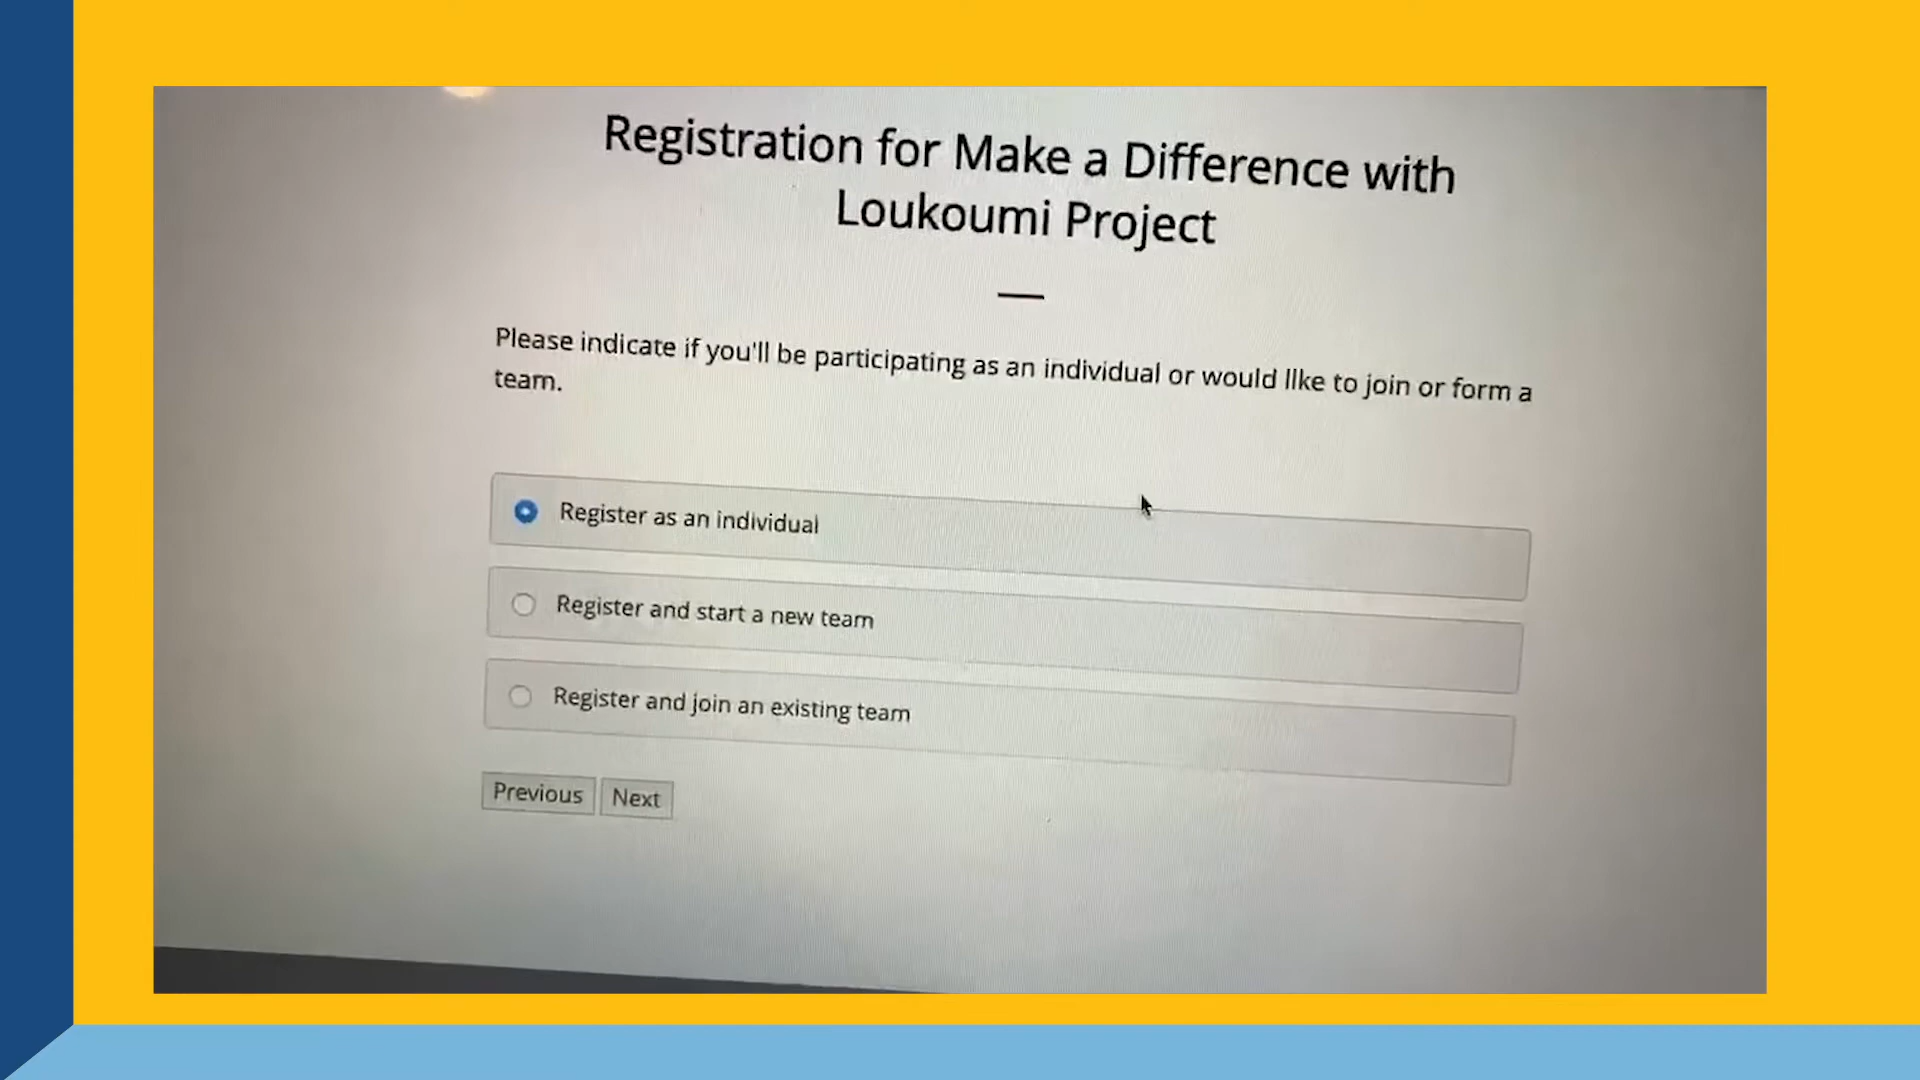 Registration for Make a Difference with
Loukoumi Project
Please indicate if you'll be participating as an individual or would like to join or form a
team.
Register as an individual
Register and start a new team
Register and join an existing team
Previous
Next